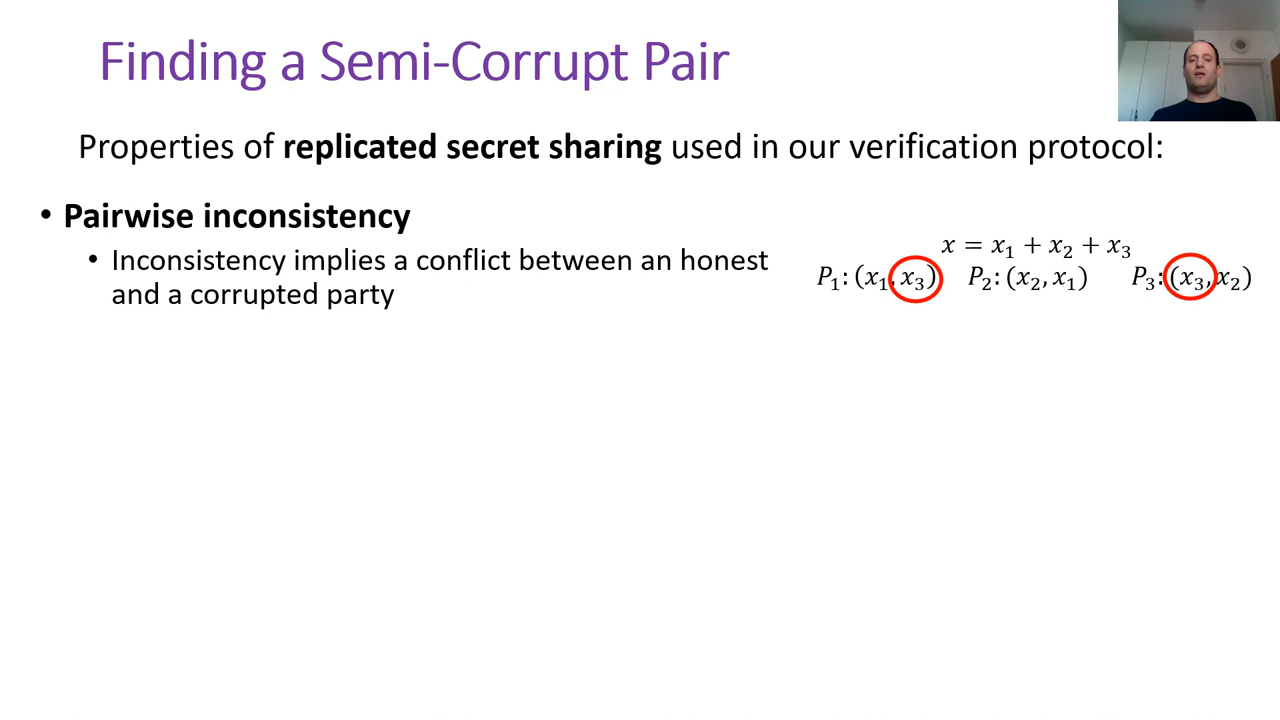 Finding a Semi-Corrupt Pair
Properties of replicated secret sharing used in our verification protocol:
• Pairwise inconsistency
• Inconsistency implies a conflict between an honest
and a corrupted party
x = x₁ + x₂ + x₃
P₁: (x₁, x₃) P₂: (x₂, x₁) P₃: (x₃, x₂)